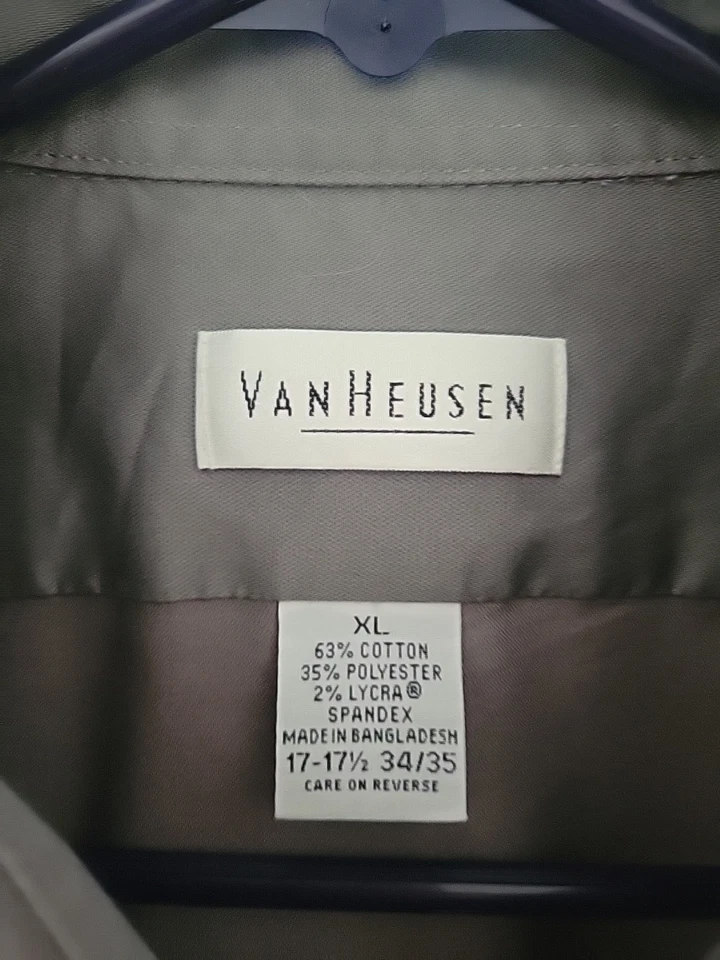 VAN HEUSEN
XL
63% COTTON
35% POLYESTER
2% LYCRA®
SPANDEX
MADE IN BANGLADESH
17-17½ 34/35
CARE ON REVERSE